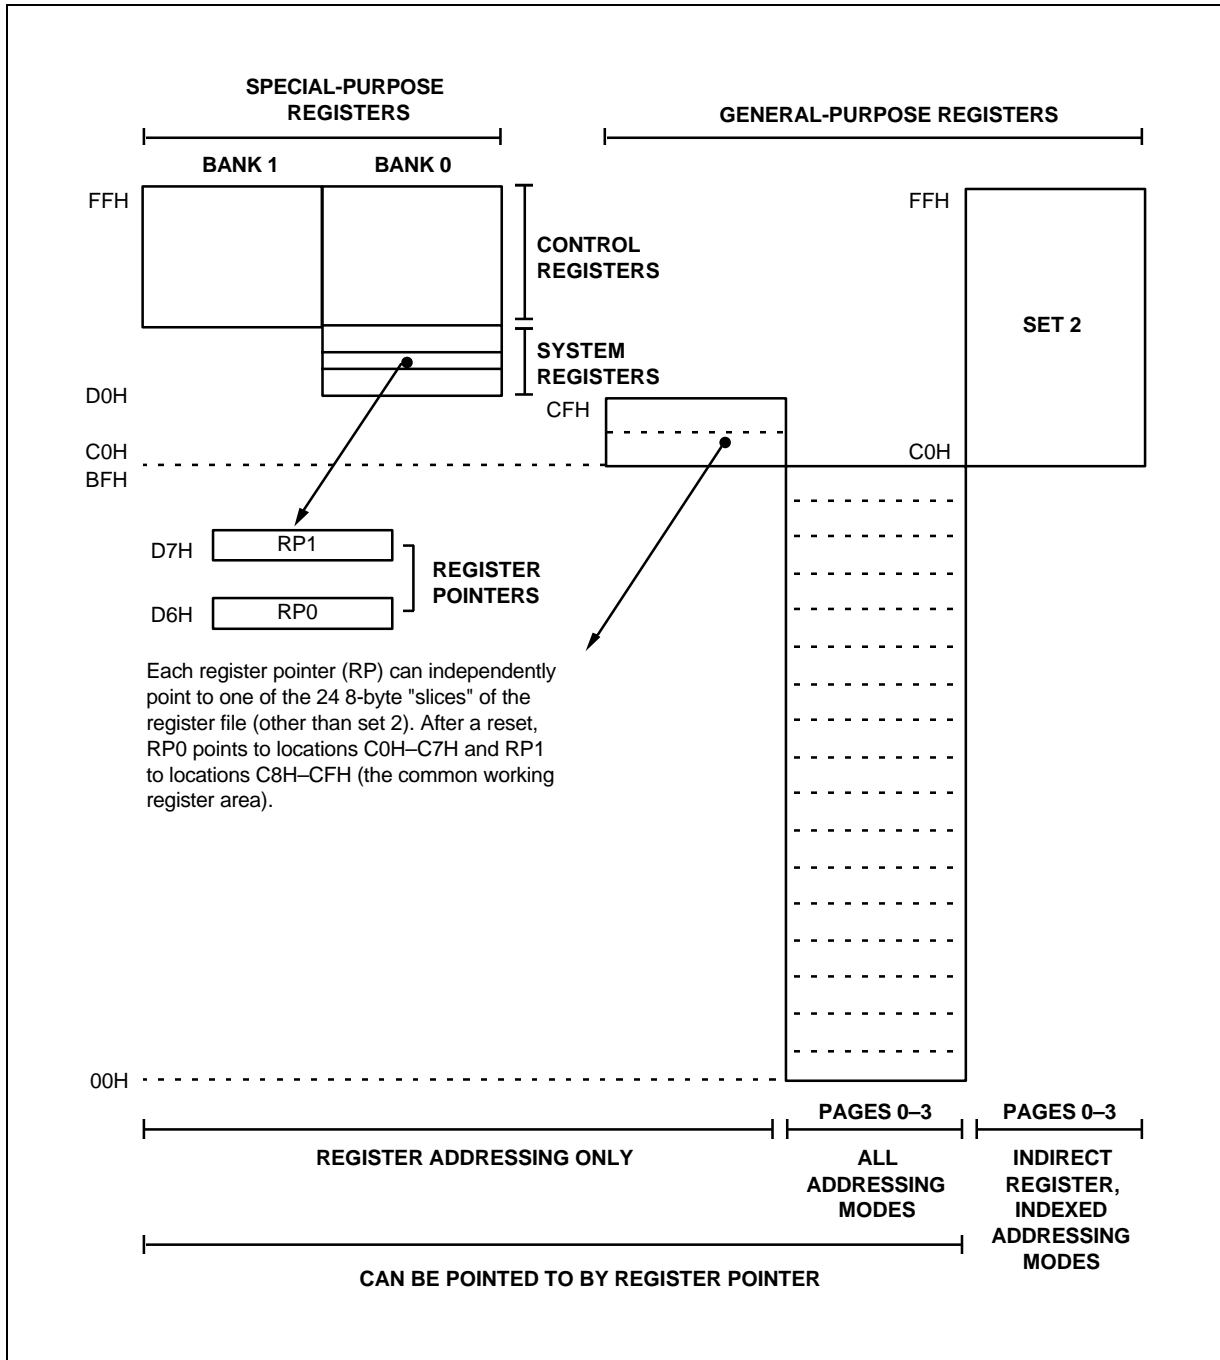 SPECIAL-PURPOSE
REGISTERS
GENERAL-PURPOSE REGISTERS
BANK 1
BANK 0
FFH
FFH
CONTROL
REGISTERS
SET 2
SYSTEM
REGISTERS
D0H
CFH
C0H
C0H
BFH
D7H
RP1
REGISTER
POINTERS
D6H
RP0
Each register pointer (RP) can independently
point to one of the 24 8-byte "slices" of the
register file (other than set 2). After a reset,
RP0 points to locations C0H–C7H and RP1
to locations C8H–CFH (the common working
register area).
00H
PAGES 0–3
PAGES 0–3
REGISTER ADDRESSING ONLY
ALL
ADDRESSING
MODES
INDIRECT
REGISTER,
INDEXED
ADDRESSING
MODES
CAN BE POINTED TO BY REGISTER POINTER